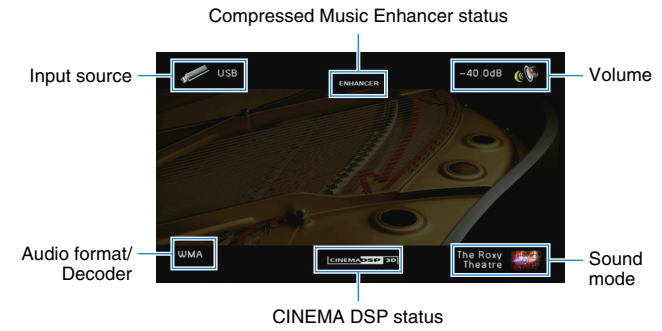 Compressed Music Enhancer status
Input source
USB
ENHANCER
-40.0dB
Volume
Audio format/
Decoder
WMA
CINEMA DSP 3D
The Roxy
Theatre
Sound
mode
CINEMA DSP status